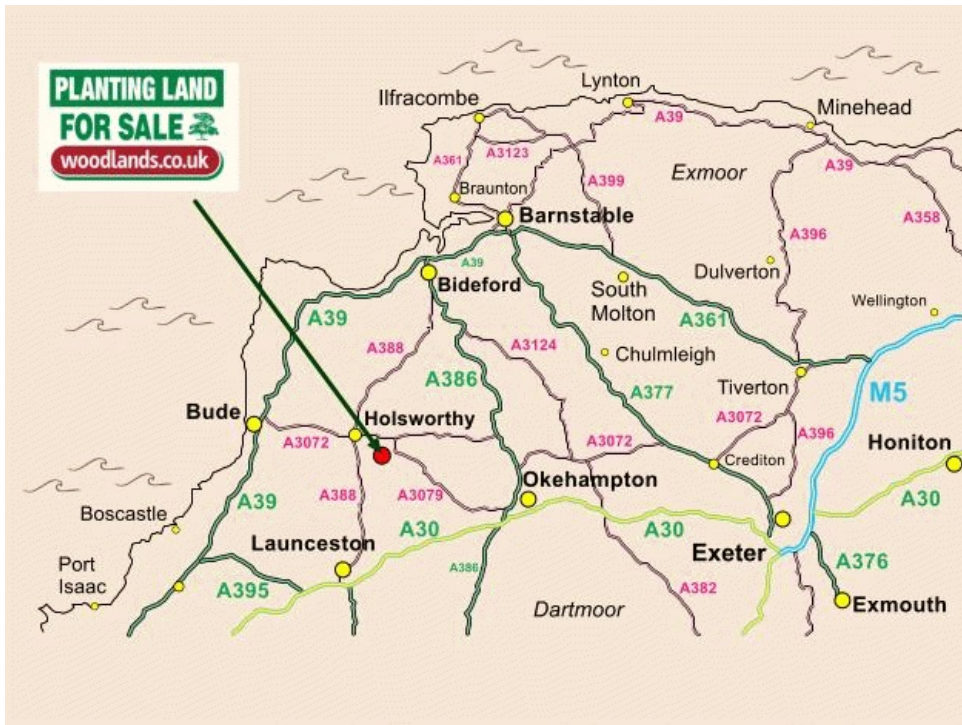 PLANTING LAND
FOR SALE
woodlands.co.uk
Ilfracombe
Lynton
Minehead
A39
A3123
A361
A39
Braunton
A399
Exmoor
A358
Barnstable
A396
A39
Dulverton
Bideford
South
Molton
Wellington
A39
A361
A388
A3124
Chulmleigh
A386
A377
Tiverton
M5
Bude
Holsworthy
A3072
A3072
A3072
A396
Honiton
Crediton
Okehampton
A388
A3079
A39
A30
A30
A30
Boscastle
Launceston
Exeter
Port
Isaac
A395
A386
A382
A376
Dartmoor
Exmouth